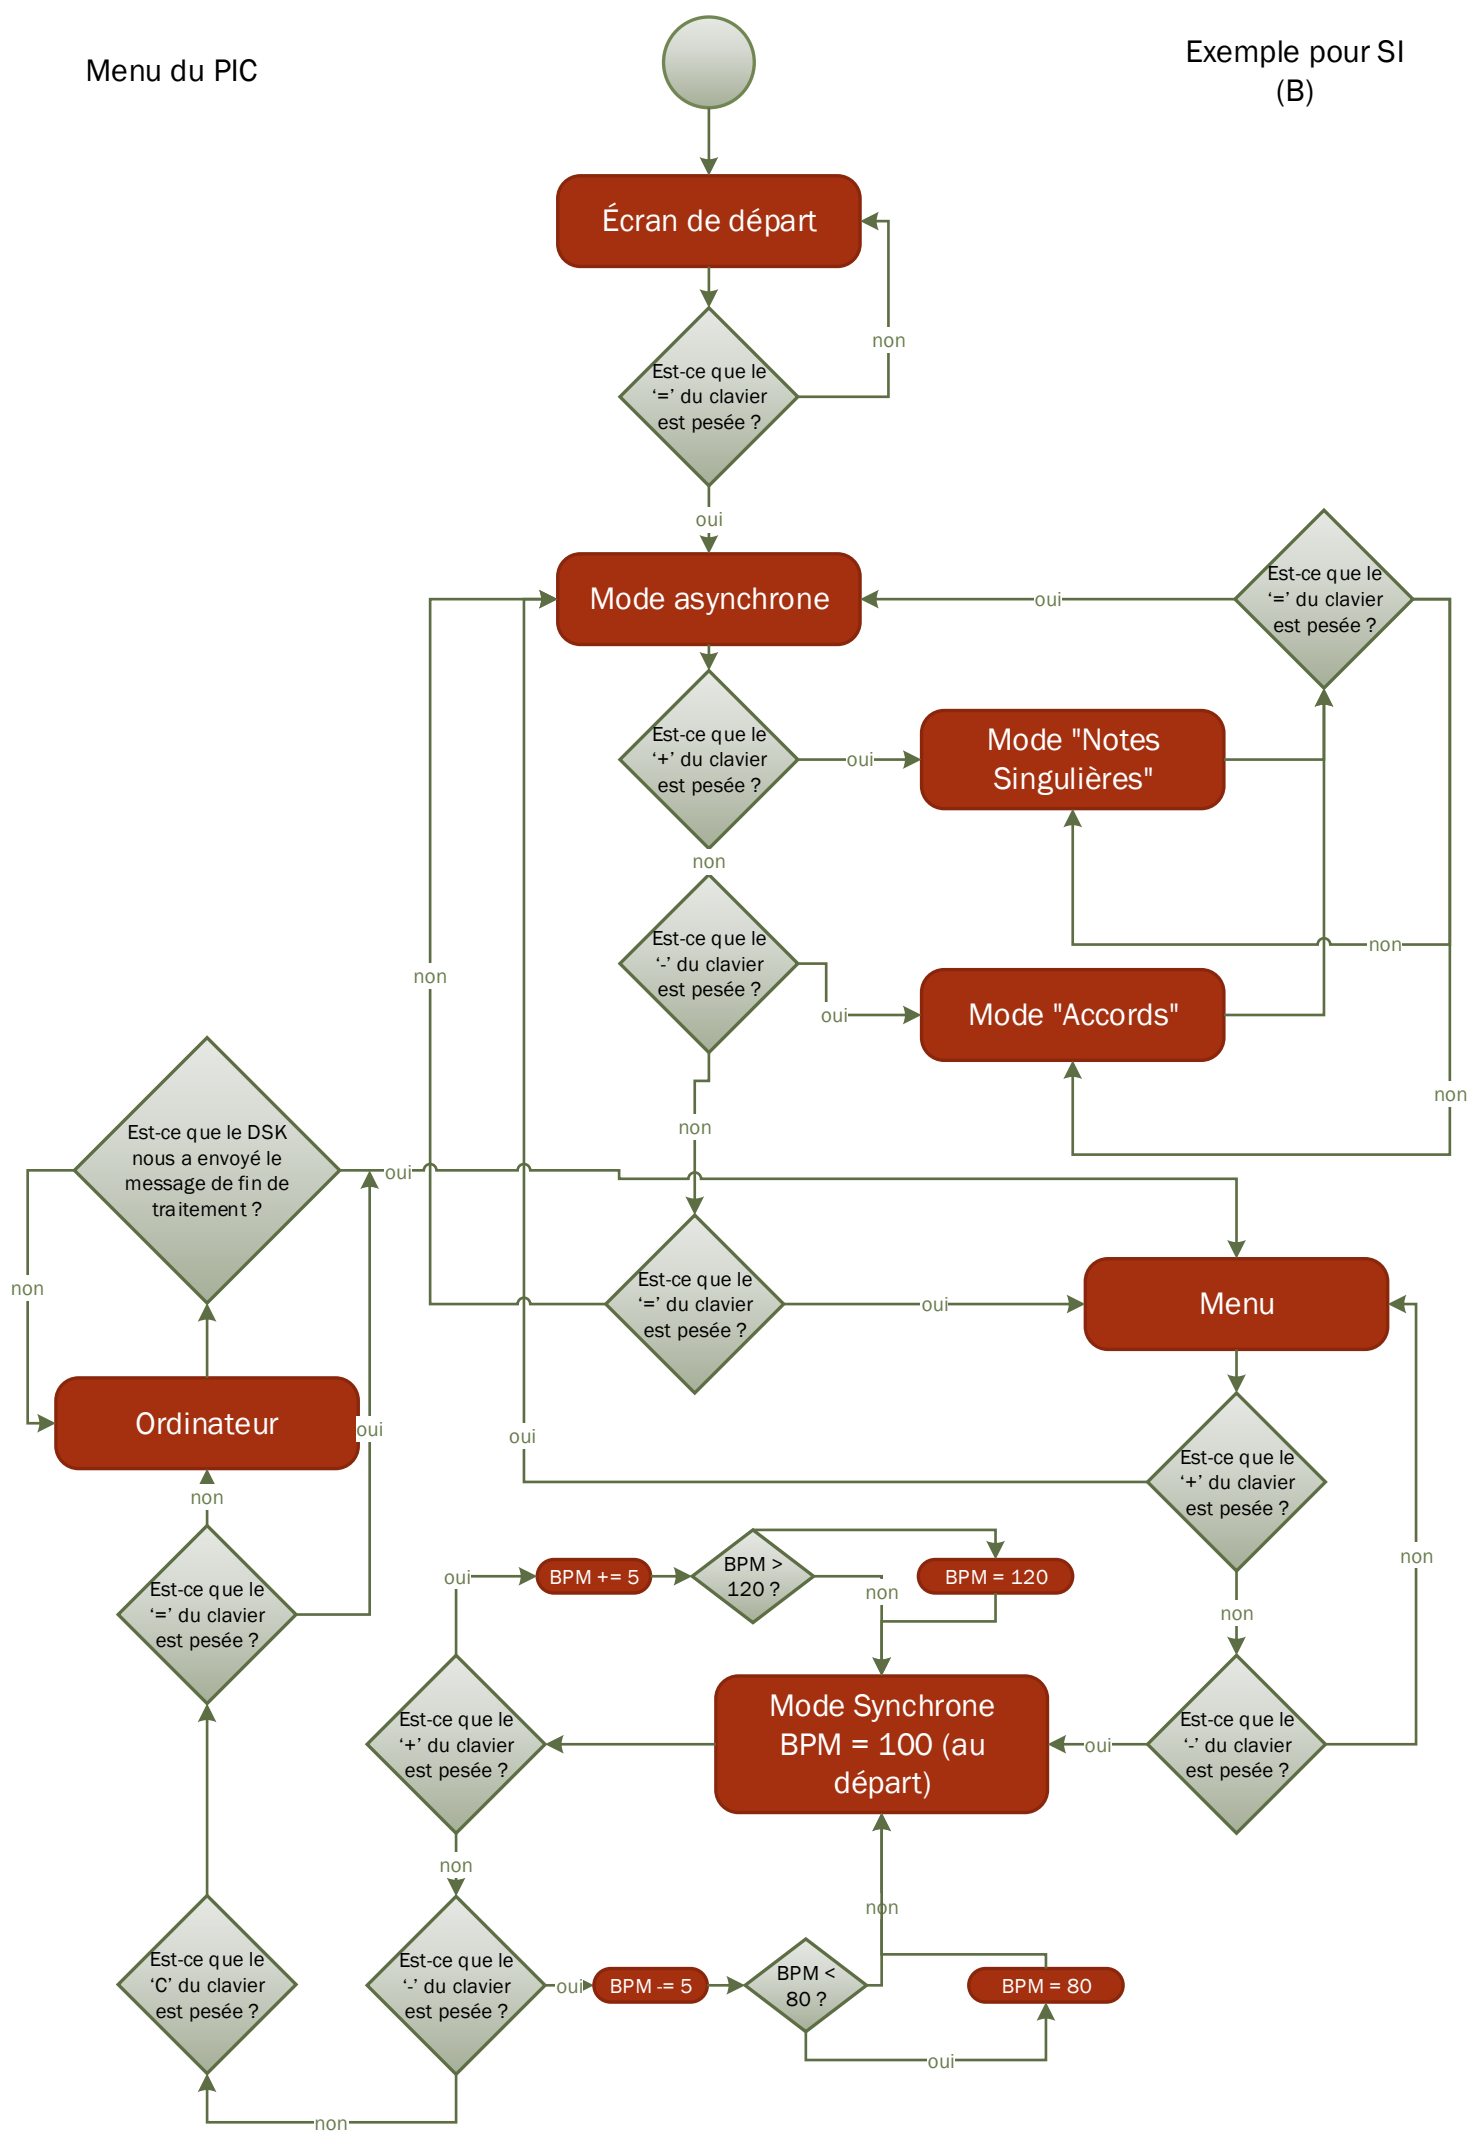 Menu du PIC
Exemple pour SI
(B)
Écran de départ
non
Est-ce que le
‘=’ du clavier
est pesée ?
oui
Mode asynchrone
oui
Est-ce que le
‘=’ du clavier
est pesée ?
Est-ce que le
‘+’ du clavier
est pesée ?
oui
Mode "Notes
Singulières"
non
Est-ce que le
‘-’ du clavier
est pesée ?
non
non
oui
Mode "Accords"
non
non
Est-ce que le DSK
nous a envoyé le
message de fin de
traitement ?
oui
non
Est-ce que le
‘=’ du clavier
est pesée ?
oui
Menu
Ordinateur
oui
oui
Est-ce que le
‘+’ du clavier
est pesée ?
non
non
non
Est-ce que le
‘=’ du clavier
est pesée ?
oui
BPM += 5
BPM >
120 ?
non
BPM = 120
Est-ce que le
‘+’ du clavier
est pesée ?
Mode Synchrone
BPM = 100 (au
départ)
oui
Est-ce que le
‘-’ du clavier
est pesée ?
non
non
Est-ce que le
‘C’ du clavier
est pesée ?
Est-ce que le
‘-’ du clavier
est pesée ?
oui
BPM -= 5
BPM <
80 ?
BPM = 80
oui
non